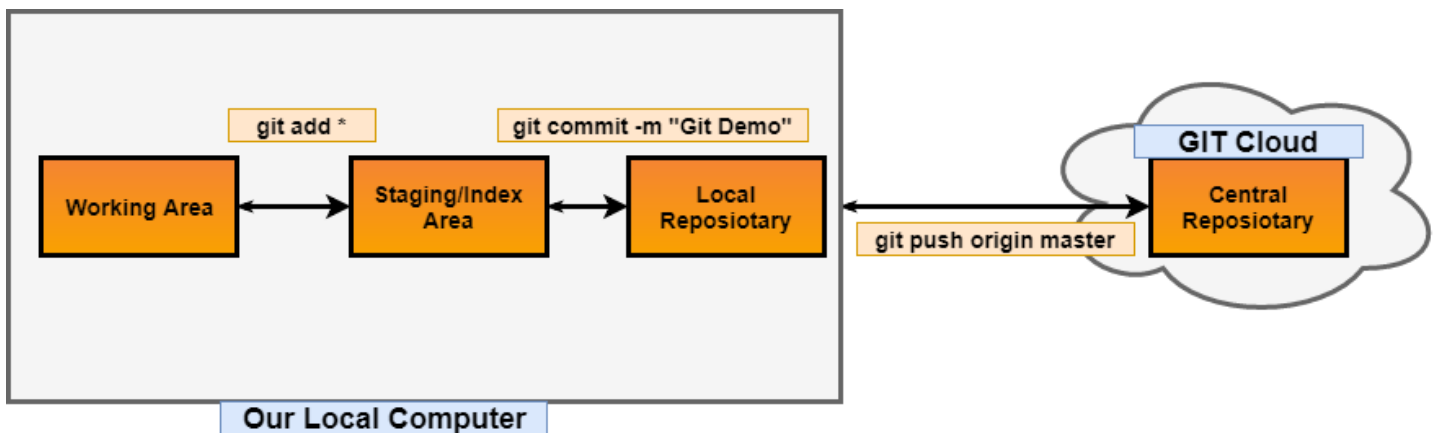 git add *
git commit -m "Git Demo"
GIT Cloud
Working Area
Staging/Index
Area
Local
Reposiotary
Central
Reposiotary
git push origin master
Our Local Computer